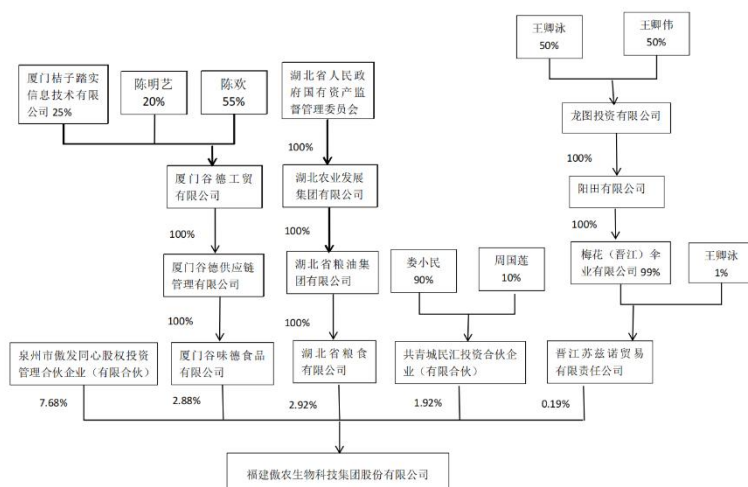 王卿泳
50%
王卿伟
50%
厦门桔子踏实
信息技术有限
公司 25%
陈明艺
20%
陈欢
55%
湖北省人民政
府国有资产监
督管理委员会
龙图投资有限公司
100%
100%
厦门谷德工贸
有限公司
湖北农业发展
集团有限公司
阳田有限公司
100%
100%
100%
厦门谷德供应链
管理有限公司
湖北省粮油集
团有限公司
娄小民
90%
周国莲
10%
梅花（晋江）伞
业有限公司 99%
王卿泳
1%
100%
100%
泉州市傲发同心股权投资
管理合伙企业（有限合伙）
厦门谷味德食品
有限公司
湖北省粮食
有限公司
共青城民汇投资合伙企
业（有限合伙）
晋江苏兹诺贸易
有限责任公司
7.68%
2.88%
2.92%
1.92%
0.19%
福建傲农生物科技集团股份有限公司